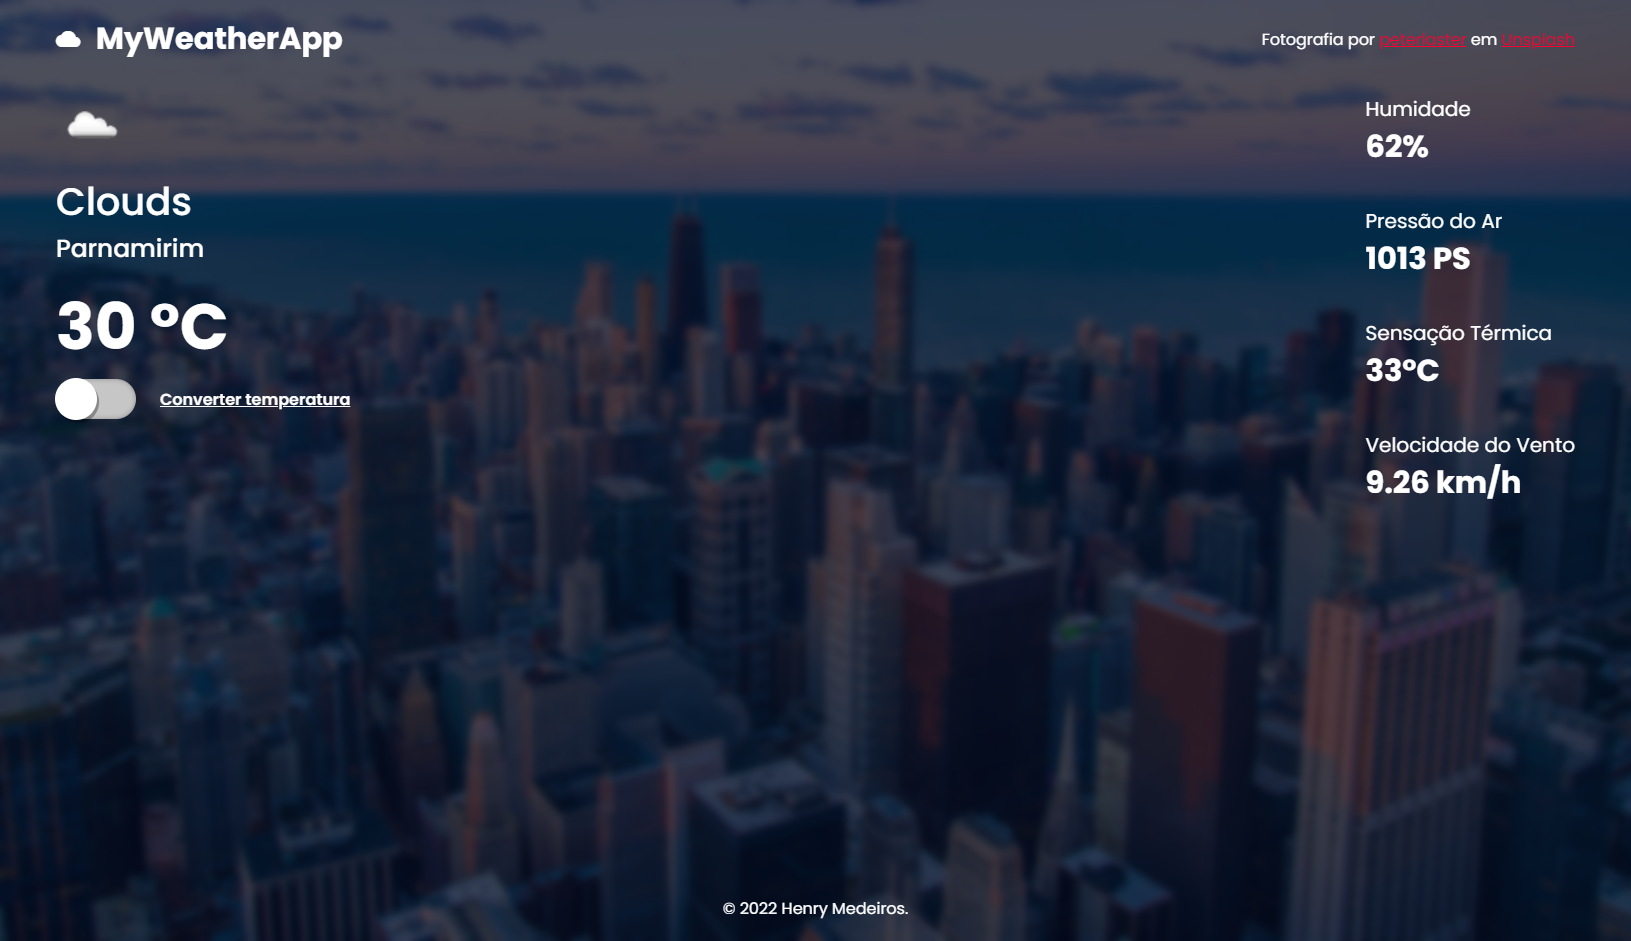 MyWeatherApp
Fotografia por peterlaster em Unsplash
Clouds
Parnamirim
30 °C
Converter temperatura
Humidade
62%
Pressão do Ar
1013 PS
Sensação Térmica
33°C
Velocidade do Vento
9.26 km/h
© 2022 Henry Medeiros.